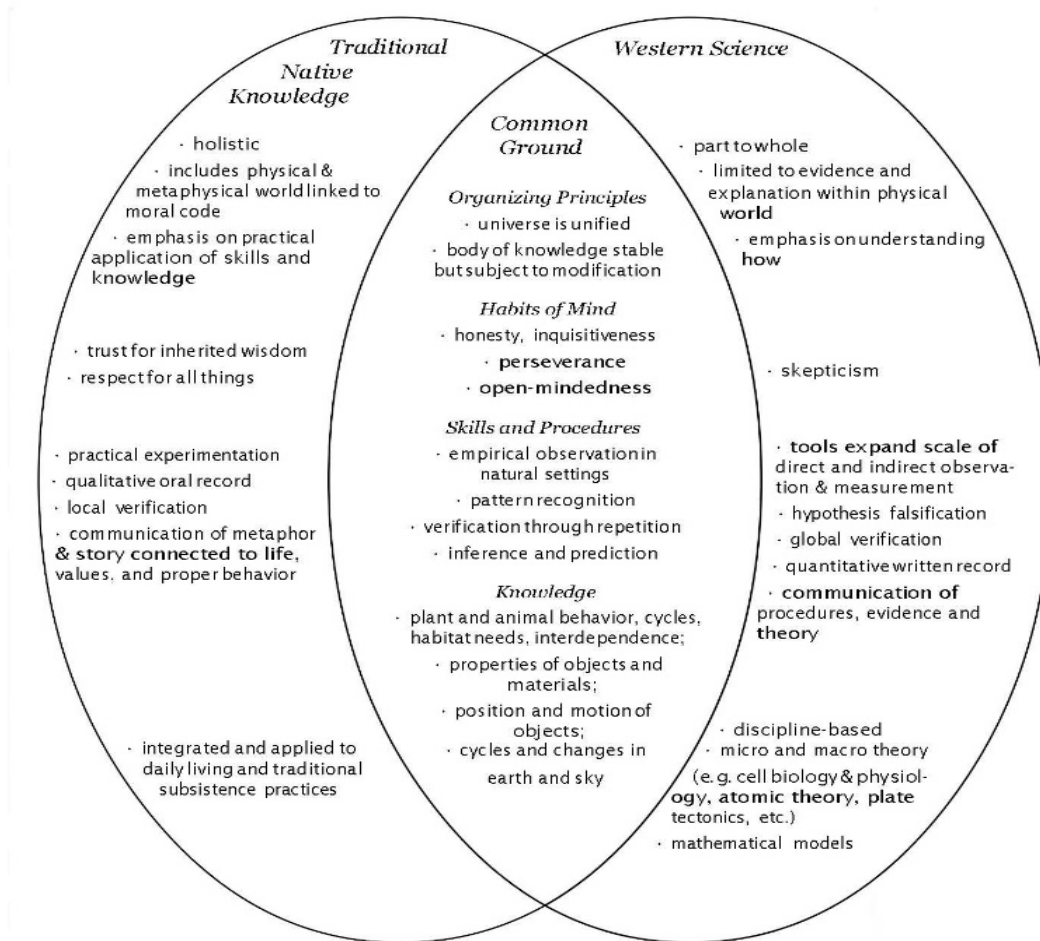 Traditional
Native
Knowledge
· holistic
· includes physical &
metaphysical world linked to
moral code
· emphasis on practical
application of skills and
knowledge
· trust for inherited wisdom
· respect for all things
· practical experimentation
· qualitative oral record
· local verification
· communication of metaphor
& story connected to life,
values, and proper behavior
· integrated and applied to
daily living and traditional
subsistence practices
Common
Ground
Organizing Principles
· universe is unified
· body of knowledge stable
but subject to modification
Habits of Mind
· honesty, inquisitiveness
· perseverance
· open-mindedness
Skills and Procedures
· empirical observation in
natural settings
· pattern recognition
· verification through repetition
· inference and prediction
Knowledge
· plant and animal behavior, cycles,
habitat needs, interdependence;
· properties of objects and
materials;
· position and motion of
objects;
· cycles and changes in
earth and sky
Western Science
· part to whole
· limited to evidence and
explanation within physical
world
· emphasis on understanding
how
· skepticism
· tools expand scale of
direct and indirect observa-
tion & measurement
· hypothesis falsification
· global verification
· quantitative written record
· communication of
procedures, evidence and
theory
· discipline-based
· micro and macro theory
(e.g. cell biology & physiol-
ogy, atomic theory, plate
tectonics, etc.)
· mathematical models